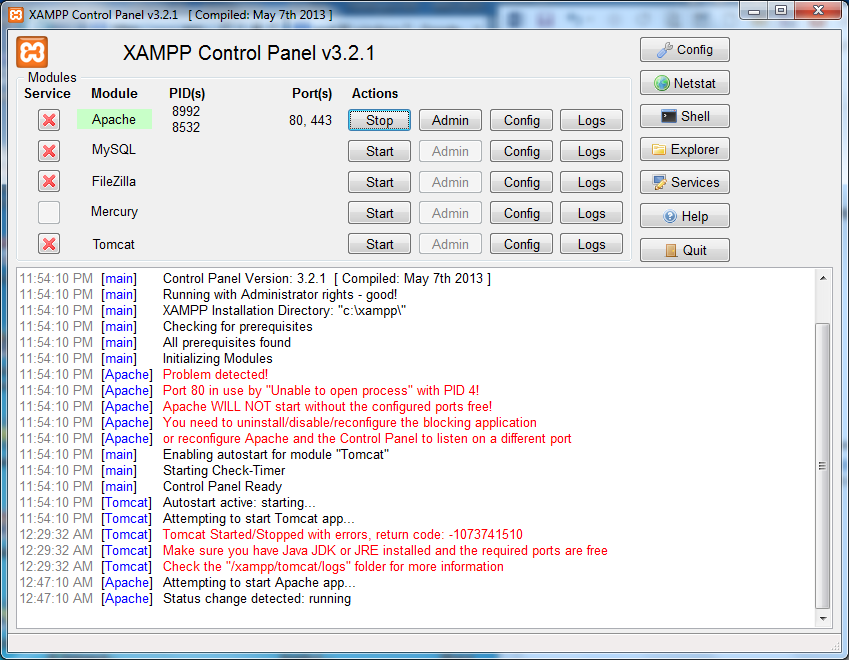 XAMPP Control Panel v3.2.1 [ Compiled: May 7th 2013 ]
XAMPP Control Panel v3.2.1
Config
Modules
Service Module PID(s) Port(s) Actions
Netstat
Apache 8992 8532 80, 443 Stop Admin Config Logs
Shell
MySQL Start Admin Config Logs
Explorer
FileZilla Start Admin Config Logs
Services
Mercury Start Admin Config Logs
Help
Tomcat Start Admin Config Logs
Quit
11:54:10 PM [main] Control Panel Version: 3.2.1 [ Compiled: May 7th 2013 ]
11:54:10 PM [main] Running with Administrator rights - good!
11:54:10 PM [main] XAMPP Installation Directory: "c:\xampp\"
11:54:10 PM [main] Checking for prerequisites
11:54:10 PM [main] All prerequisites found
11:54:10 PM [main] Initializing Modules
11:54:10 PM [Apache] Problem detected!
11:54:10 PM [Apache] Port 80 in use by "Unable to open process" with PID 4!
11:54:10 PM [Apache] Apache WILL NOT start without the configured ports free!
11:54:10 PM [Apache] You need to uninstall/disable/reconfigure the blocking application
11:54:10 PM [Apache] or reconfigure Apache and the Control Panel to listen on a different port
11:54:10 PM [main] Enabling autostart for module "Tomcat"
11:54:10 PM [main] Starting Check-Timer
11:54:10 PM [main] Control Panel Ready
11:54:10 PM [Tomcat] Autostart active: starting...
11:54:10 PM [Tomcat] Attempting to start Tomcat app...
12:29:32 AM [Tomcat] Tomcat Started/Stopped with errors, return code: -1073741510
12:29:32 AM [Tomcat] Make sure you have Java JDK or JRE installed and the required ports are free
12:29:32 AM [Tomcat] Check the "/xampp/tomcat/logs" folder for more information
12:47:10 AM [Apache] Attempting to start Apache app...
12:47:10 AM [Apache] Status change detected: running